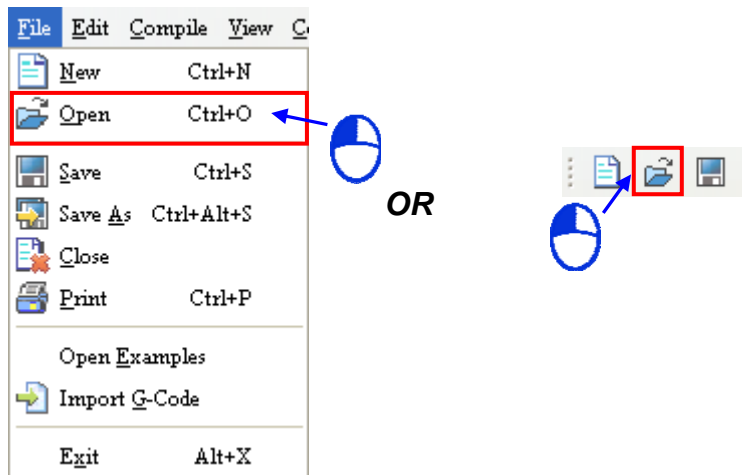 File Edit Compile View C
New Ctrl+N
Open Ctrl+O
Save Ctrl+S
Save As Ctrl+Alt+S
Close
Print Ctrl+P
Open Examples
Import G-Code
Exit Alt+X
OR